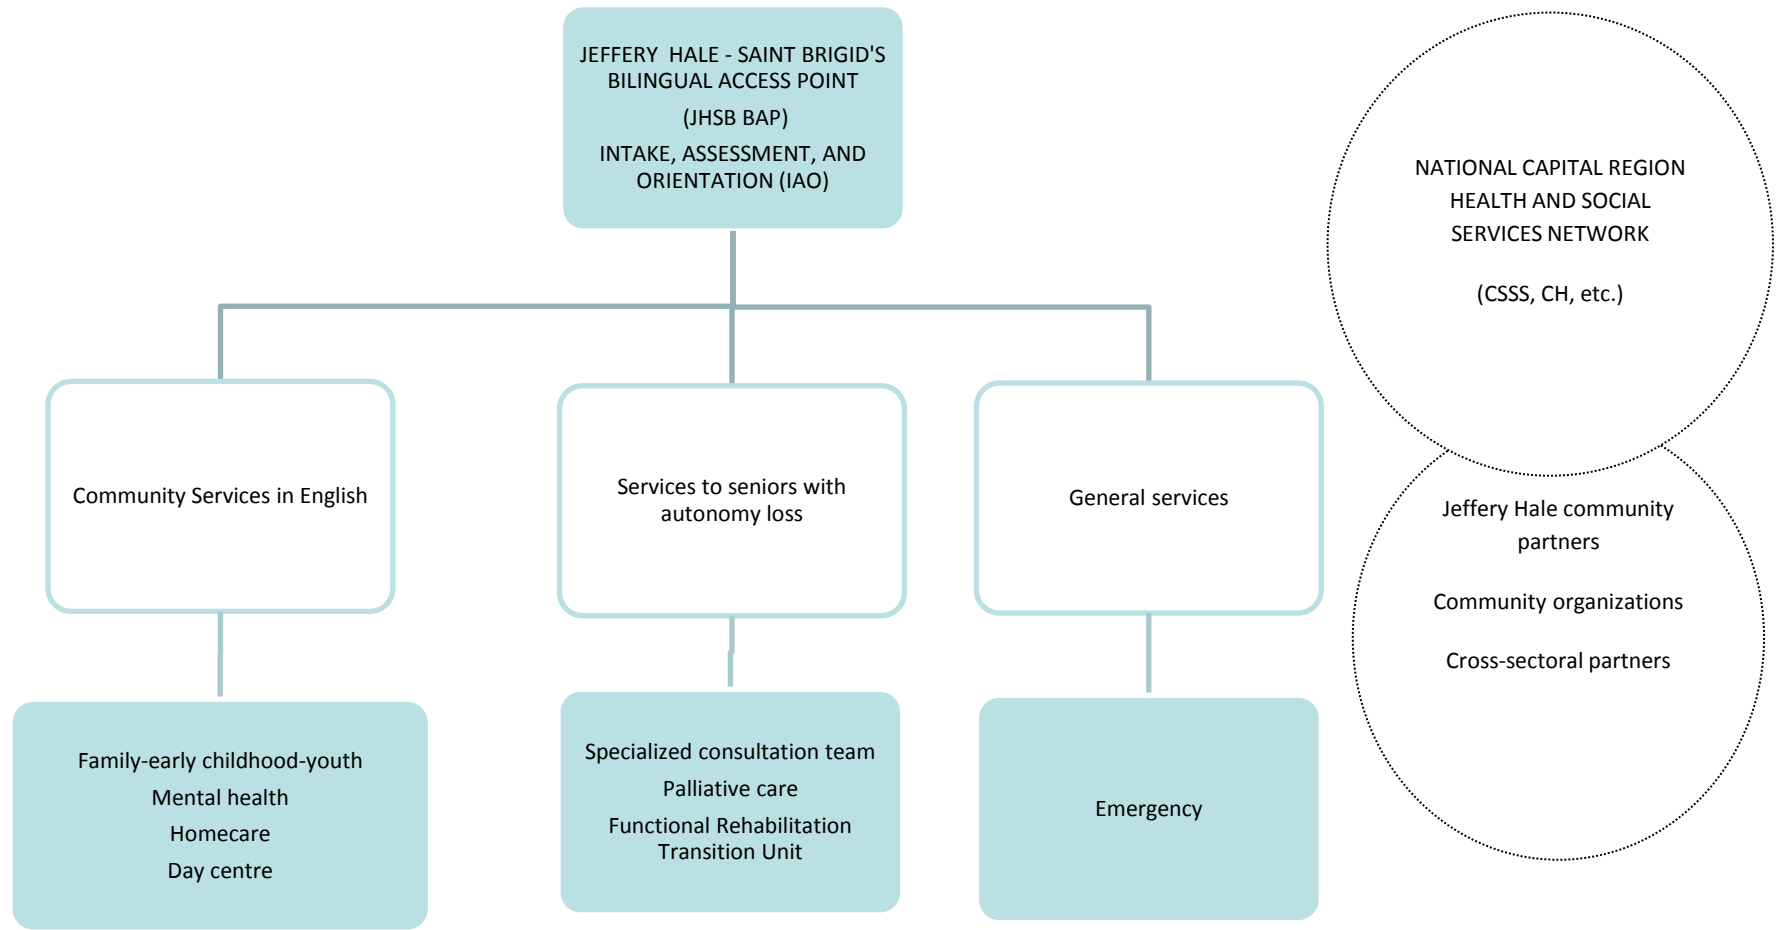 JEFFERY HALE - SAINT BRIGID'S
BILINGUAL ACCESS POINT
(JHSB BAP)
INTAKE, ASSESSMENT, AND
ORIENTATION (IAO)
NATIONAL CAPITAL REGION
HEALTH AND SOCIAL
SERVICES NETWORK
(CSSS, CH, etc.)
Community Services in English
Services to seniors with
autonomy loss
General services
Jeffery Hale community
partners
Community organizations
Cross-sectoral partners
Family-early childhood-youth
Mental health
Homecare
Day centre
Specialized consultation team
Palliative care
Functional Rehabilitation
Transition Unit
Emergency